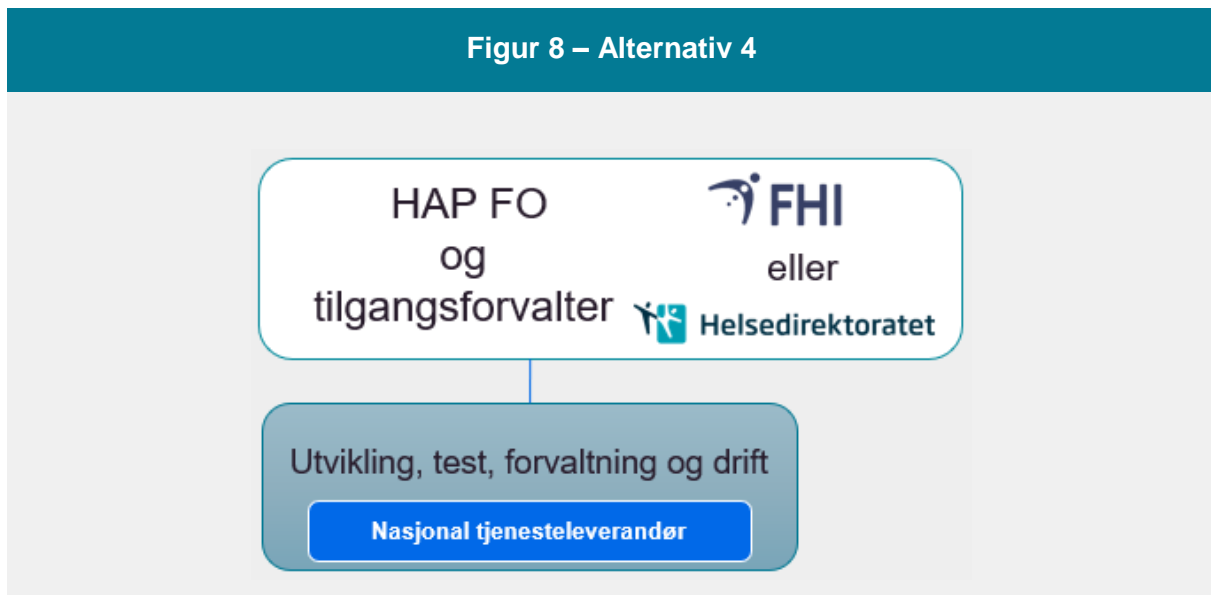 Figur 8 – Alternativ 4
HAP FO
og
tilgangsforvalter
FHI
eller
Helsedirektoratet
Utvikling, test, forvaltning og drift
Nasjonal tjenesteleverandør